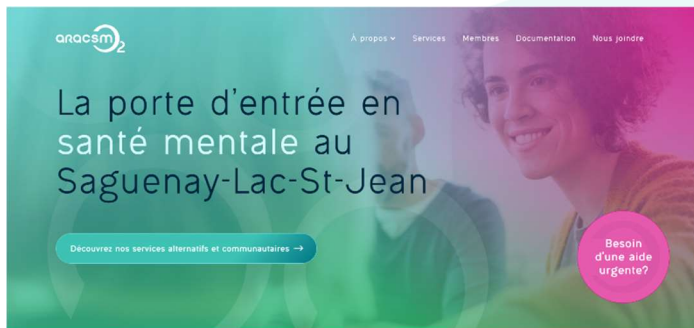 aracsm02
À propos
Services
Membres
Documentation
Nous joindre
La porte d'entrée en
santé mentale au
Saguenay-Lac-St-Jean
Découvrez nos services alternatifs et communautaires →
Besoin
d'une aide
urgente?